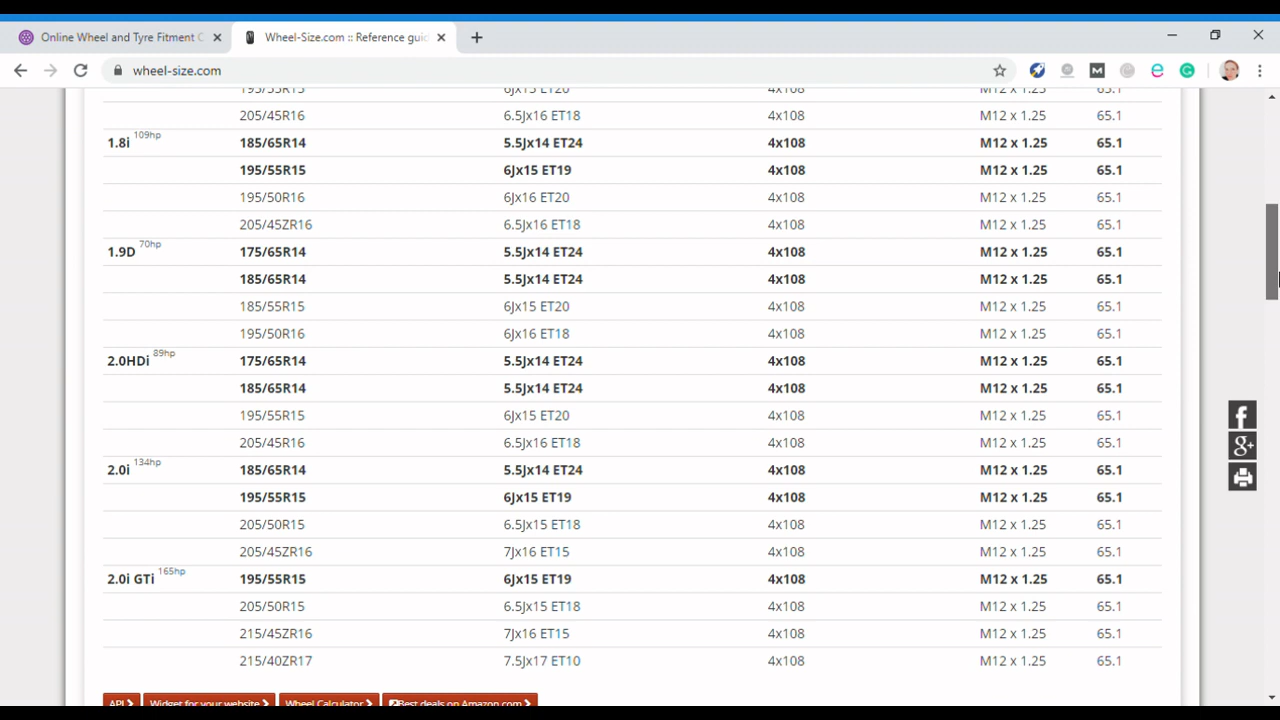 Online Wheel and Tyre Fitment C
Wheel-Size.com :: Reference guid
wheel-size.com
195/55R15 6Jx15 ET20 4x108 M12 x 1.25 65.1
205/45R16 6.5Jx16 ET18 4x108 M12 x 1.25 65.1
1.8i 109hp 185/65R14 5.5Jx14 ET24 4x108 M12 x 1.25 65.1
195/55R15 6Jx15 ET19 4x108 M12 x 1.25 65.1
195/50R16 6Jx16 ET20 4x108 M12 x 1.25 65.1
205/45ZR16 6.5Jx16 ET18 4x108 M12 x 1.25 65.1
1.9D 70hp 175/65R14 5.5Jx14 ET24 4x108 M12 x 1.25 65.1
185/65R14 5.5Jx14 ET24 4x108 M12 x 1.25 65.1
185/55R15 6Jx15 ET20 4x108 M12 x 1.25 65.1
195/50R16 6Jx16 ET18 4x108 M12 x 1.25 65.1
2.0HDi 89hp 175/65R14 5.5Jx14 ET24 4x108 M12 x 1.25 65.1
185/65R14 5.5Jx14 ET24 4x108 M12 x 1.25 65.1
195/55R15 6Jx15 ET20 4x108 M12 x 1.25 65.1
205/45R16 6.5Jx16 ET18 4x108 M12 x 1.25 65.1
2.0i 134hp 185/65R14 5.5Jx14 ET24 4x108 M12 x 1.25 65.1
195/55R15 6Jx15 ET19 4x108 M12 x 1.25 65.1
205/50R15 6.5Jx15 ET18 4x108 M12 x 1.25 65.1
205/45ZR16 7Jx16 ET15 4x108 M12 x 1.25 65.1
2.0i GTi 165hp 195/55R15 6Jx15 ET19 4x108 M12 x 1.25 65.1
205/50R15 6.5Jx15 ET18 4x108 M12 x 1.25 65.1
215/45ZR16 7Jx16 ET15 4x108 M12 x 1.25 65.1
215/40ZR17 7.5Jx17 ET10 4x108 M12 x 1.25 65.1
API Widget for your website Wheel Calculator Best deals on Amazon.com